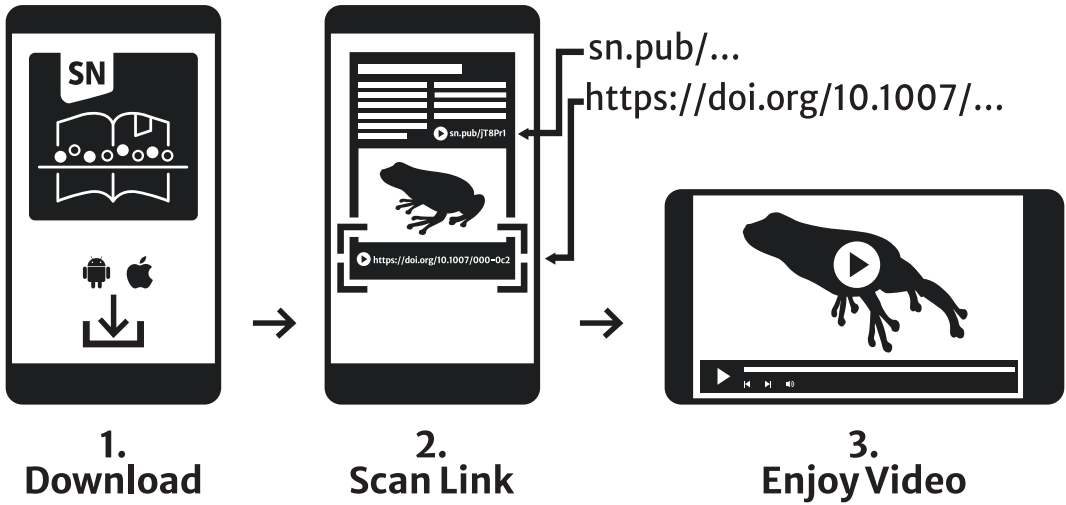 SN
sn.pub/...
https://doi.org/10.1007/...
sn.pub/jT8Pr1
https://doi.org/10.1007/000-0c2
1.
Download
2.
Scan Link
3.
Enjoy Video